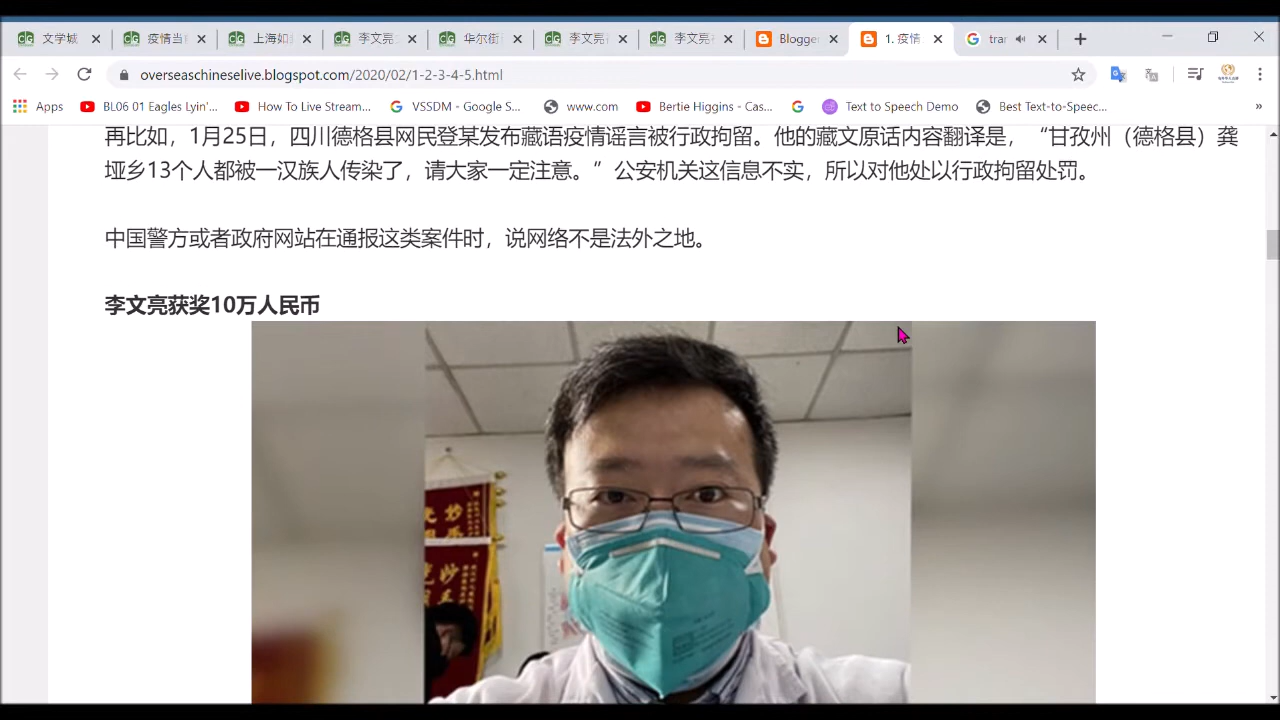 文学城
疫情当
上海如
李文亮
华尔街
李文亮
李文亮
Blogger
1. 疫情
tran
overseaschineselive.blogspot.com/2020/02/1-2-3-4-5.html
Apps
BL06 01 Eagles Lyin'...
How To Live Stream...
VSSDM - Google S...
www.com
Bertie Higgins - Cas...
Text to Speech Demo
Best Text-to-Speec...
»
再比如，1月25日，四川德格县网民登某发布藏语疫情谣言被行政拘留。他的藏文原话内容翻译是，“甘孜州（德格县）龚
垭乡13个人都被一汉族人传染了，请大家一定注意。”公安机关这信息不实，所以对他处以行政拘留处罚。
中国警方或者政府网站在通报这类案件时，说网络不是法外之地。
李文亮获奖10万人民币